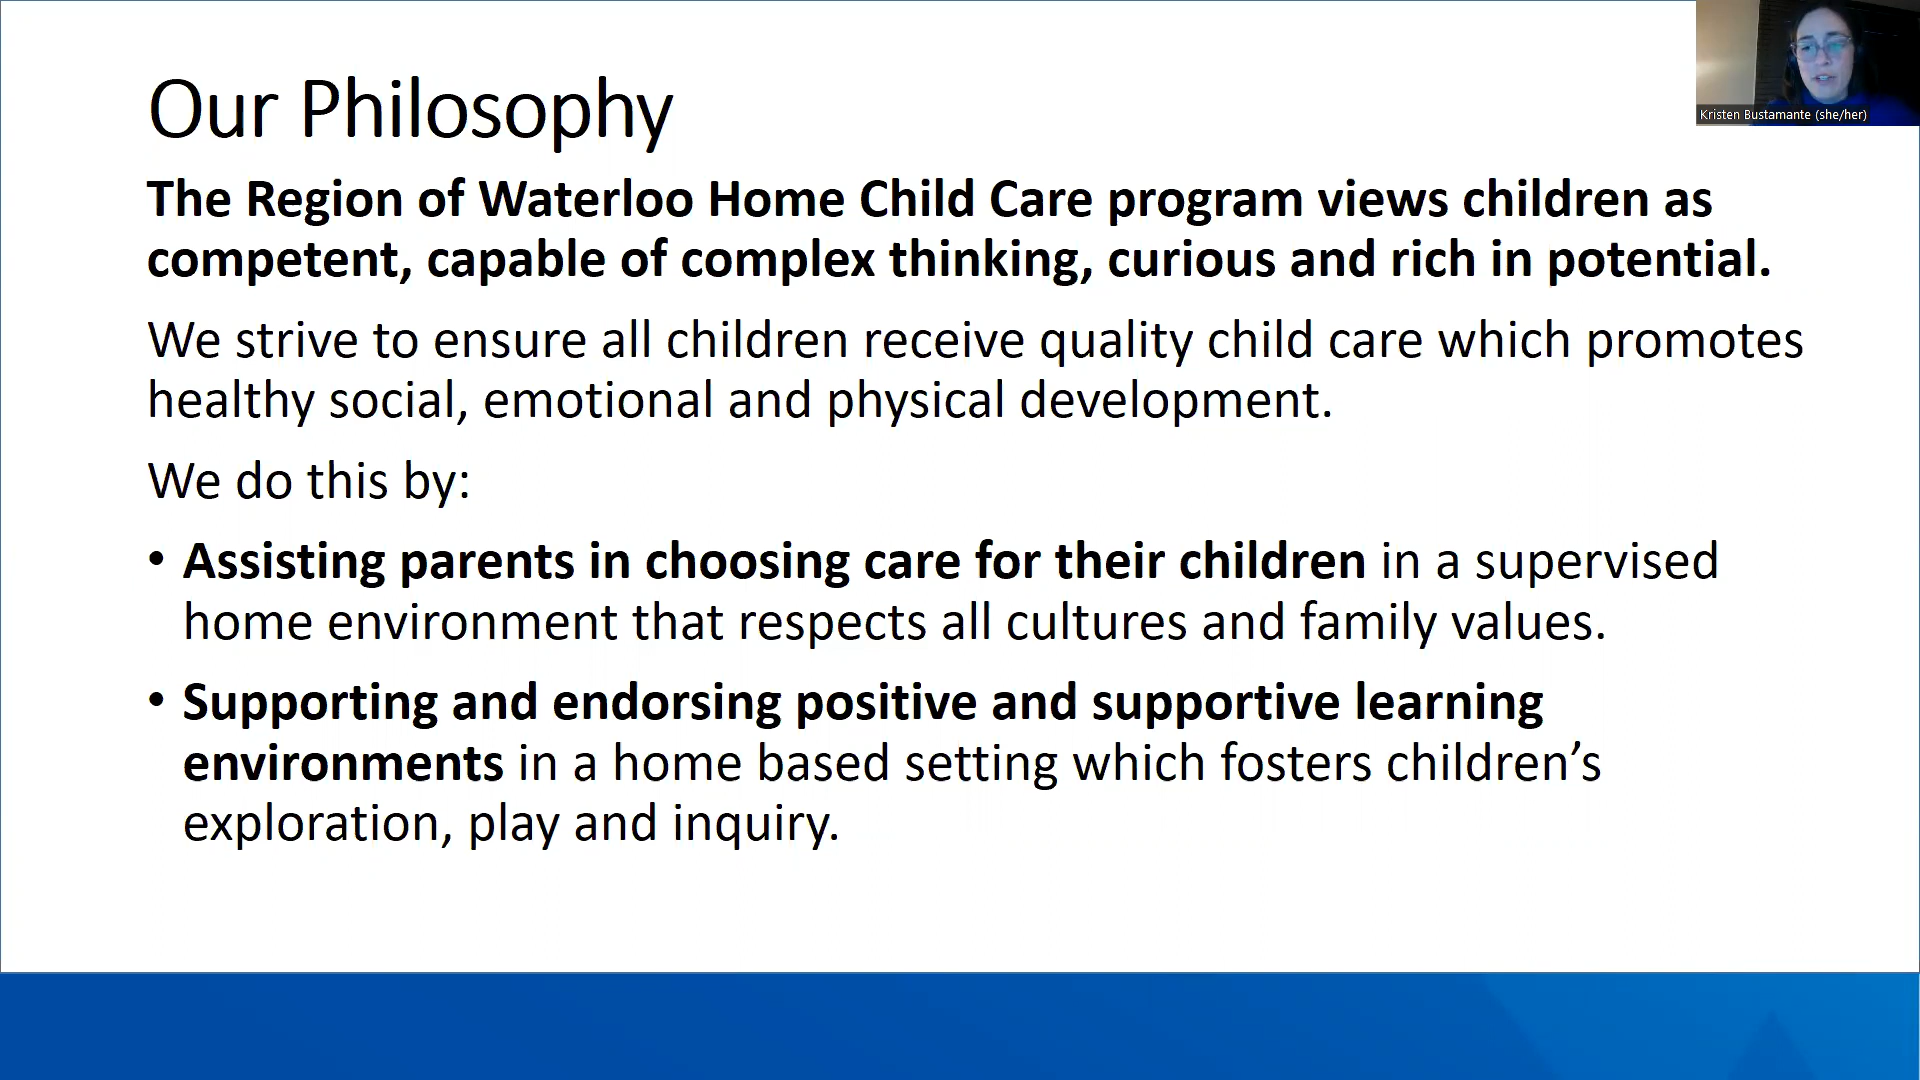 Our Philosophy
Kristen Bustamante (she/her)
The Region of Waterloo Home Child Care program views children as
competent, capable of complex thinking, curious and rich in potential.
We strive to ensure all children receive quality child care which promotes
healthy social, emotional and physical development.
We do this by:
• Assisting parents in choosing care for their children in a supervised
home environment that respects all cultures and family values.
• Supporting and endorsing positive and supportive learning
environments in a home based setting which fosters children’s
exploration, play and inquiry.